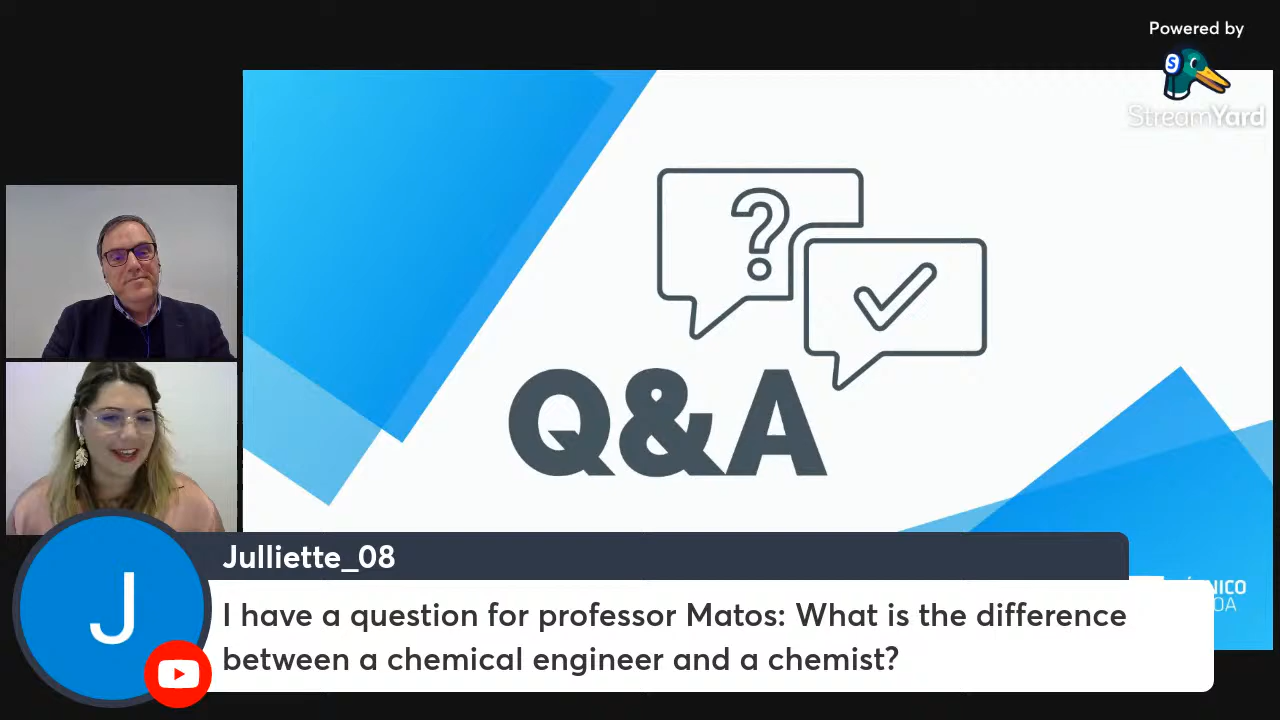 Powered by
StreamYard
Q&A
Julliette_08
I have a question for professor Matos: What is the difference
between a chemical engineer and a chemist?
J
S